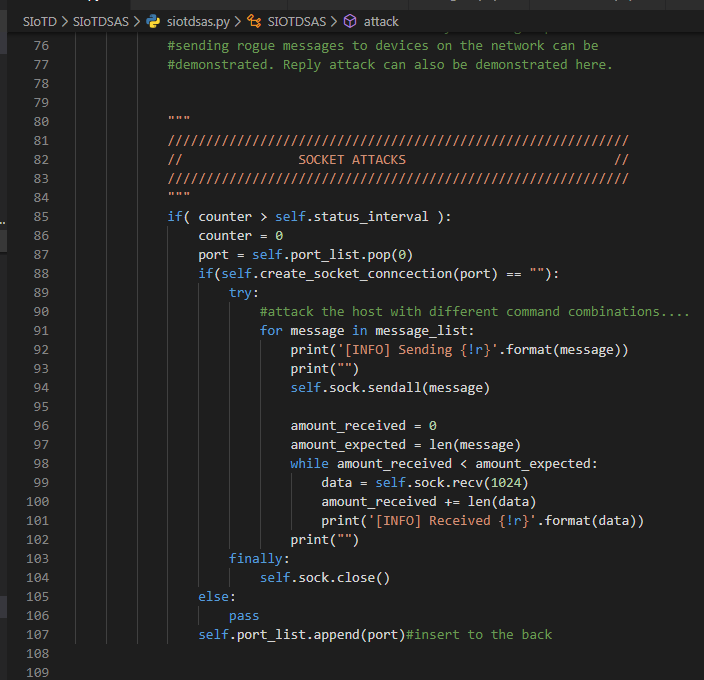 SIoTD > SIoTDSAS > siotdsas.py > SIOTDSAS > attack
76 #sending rogue messages to devices on the network can be
77 #demonstrated. Reply attack can also be demonstrated here.
78
79
80 """
81 ////////////////////////////////////////////////////////////
82 // SOCKET ATTACKS //
83 ////////////////////////////////////////////////////////////
84 """
85 if( counter > self.status_interval ):
86 counter = 0
87 port = self.port_list.pop(0)
88 if(self.create_socket_conncection(port) == ""):
89 try:
90 #attack the host with different command combinations....
91 for message in message_list:
92 print('[INFO] Sending {!r}'.format(message))
93 print("")
94 self.sock.sendall(message)
95
96 amount_received = 0
97 amount_expected = len(message)
98 while amount_received < amount_expected:
99 data = self.sock.recv(1024)
100 amount_received += len(data)
101 print('[INFO] Received {!r}'.format(data))
102 print("")
103 finally:
104 self.sock.close()
105 else:
106 pass
107 self.port_list.append(port)#insert to the back
108
109